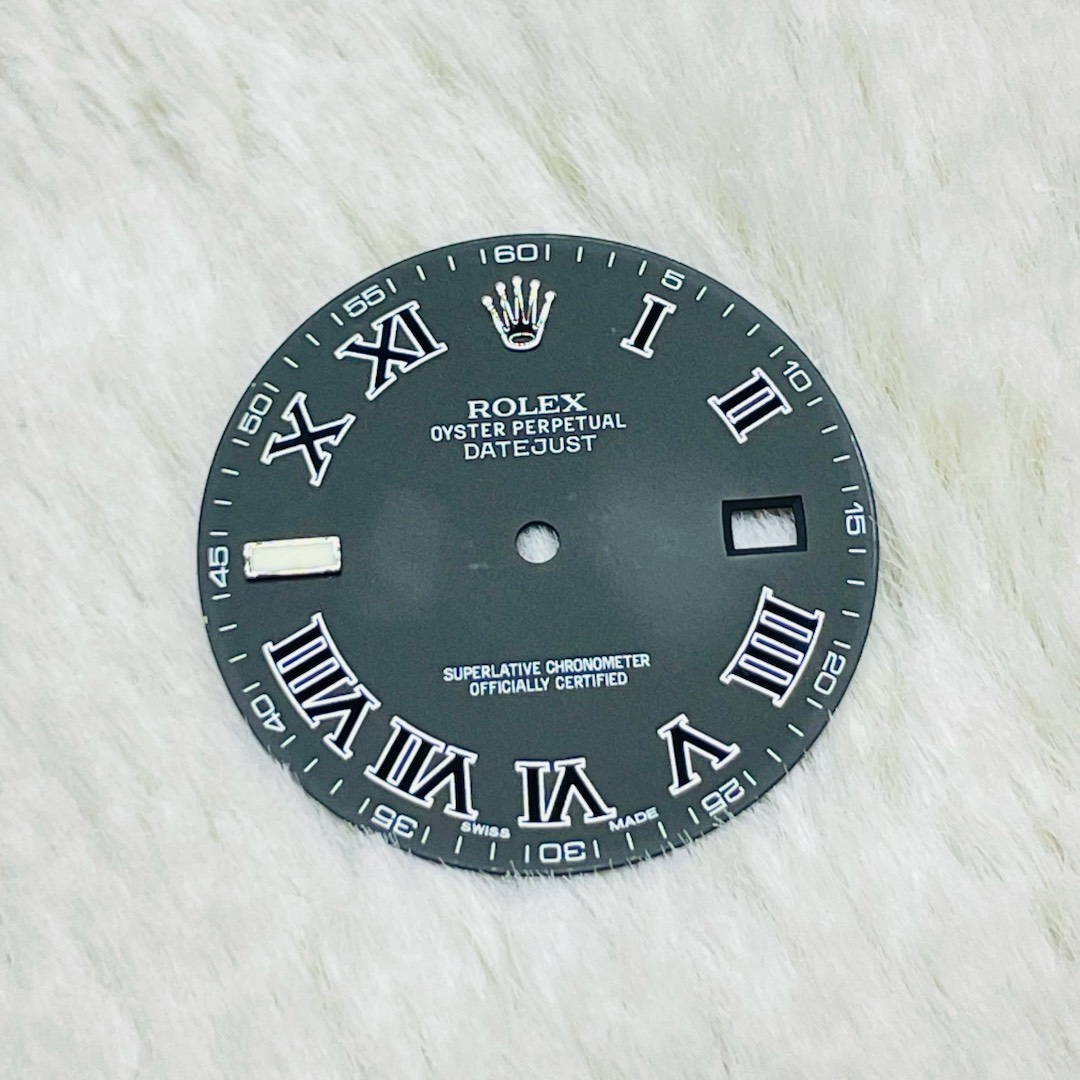 60
5
10
15
20
25
30
35
40
45
50
55
I
II
IIII
V
VI
VII
VIII
X
XI
ROLEX
OYSTER PERPETUAL
DATEJUST
SUPERLATIVE CHRONOMETER
OFFICIALLY CERTIFIED
SWISS MADE